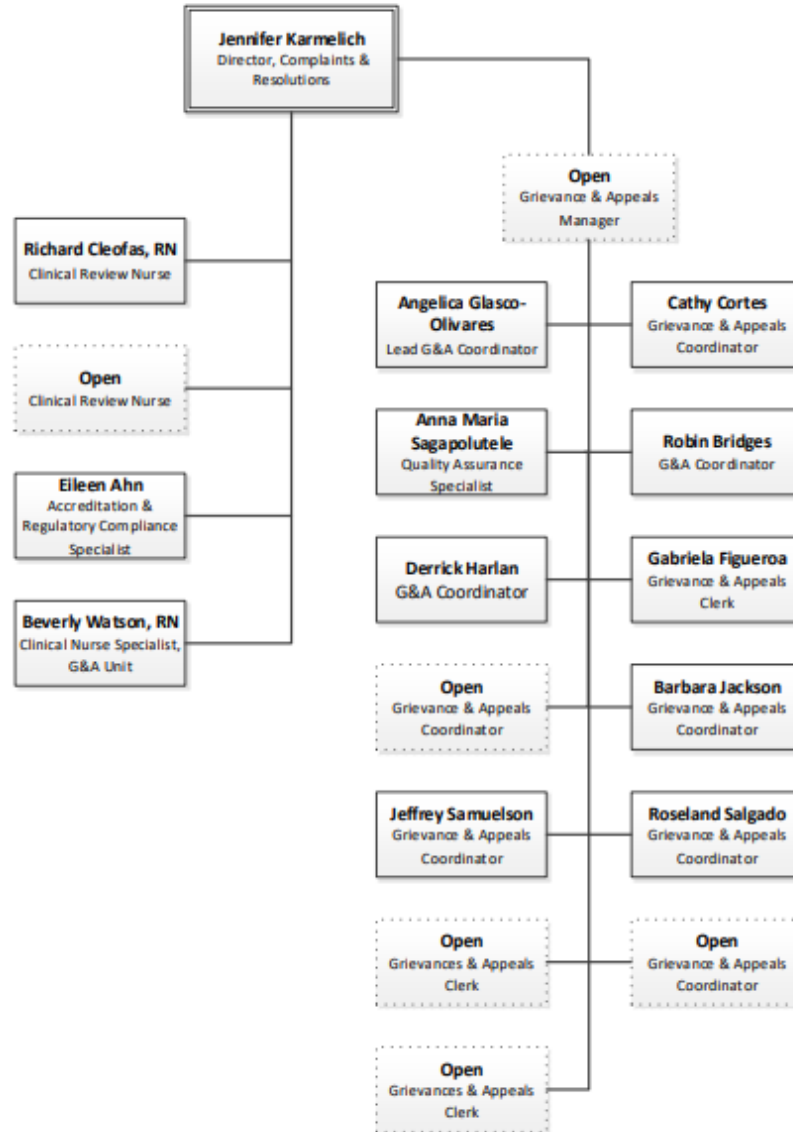 Jennifer Karmelich
Director, Complaints &
Resolutions
Open
Grievance & Appeals
Manager
Richard Cleofas, RN
Clinical Review Nurse
Open
Clinical Review Nurse
Eileen Ahn
Accreditation &
Regulatory Compliance
Specialist
Beverly Watson, RN
Clinical Nurse Specialist,
G&A Unit
Angelica Glasco-
Olivares
Lead G&A Coordinator
Cathy Cortes
Grievance & Appeals
Coordinator
Anna Maria
Sagapolutele
Quality Assurance
Specialist
Robin Bridges
G&A Coordinator
Derrick Harlan
G&A Coordinator
Gabriela Figueroa
Grievance & Appeals
Clerk
Open
Grievance & Appeals
Coordinator
Barbara Jackson
Grievance & Appeals
Coordinator
Jeffrey Samuelson
Grievance & Appeals
Coordinator
Roseland Salgado
Grievance & Appeals
Coordinator
Open
Grievances & Appeals
Clerk
Open
Grievance & Appeals
Coordinator
Open
Grievances & Appeals
Clerk